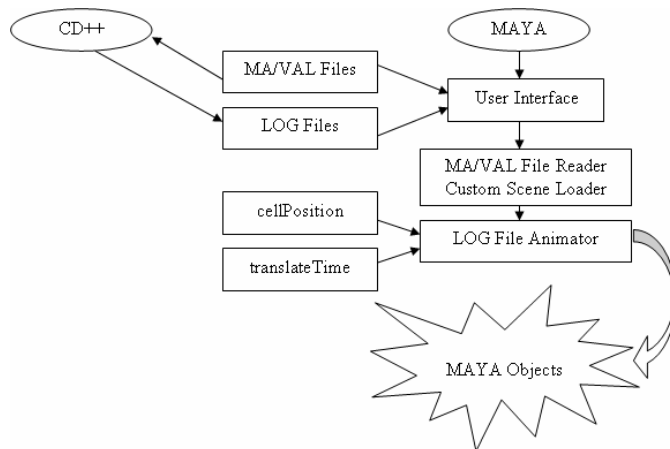 CD++
MAYA
MA/VAL Files
User Interface
LOG Files
MA/VAL File Reader
Custom Scene Loader
cellPosition
LOG File Animator
translateTime
MAYA Objects